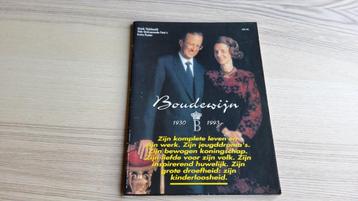 Boudewijn
1930 B 1993
Zijn komplete leven en
zijn werk. Zijn jeugddrama's.
Zijn bewogen koningschap.
Zijn liefde voor zijn volk. Zijn
inspirerend huwelijk. Zijn
grote droefheid: zijn
kinderloosheid.